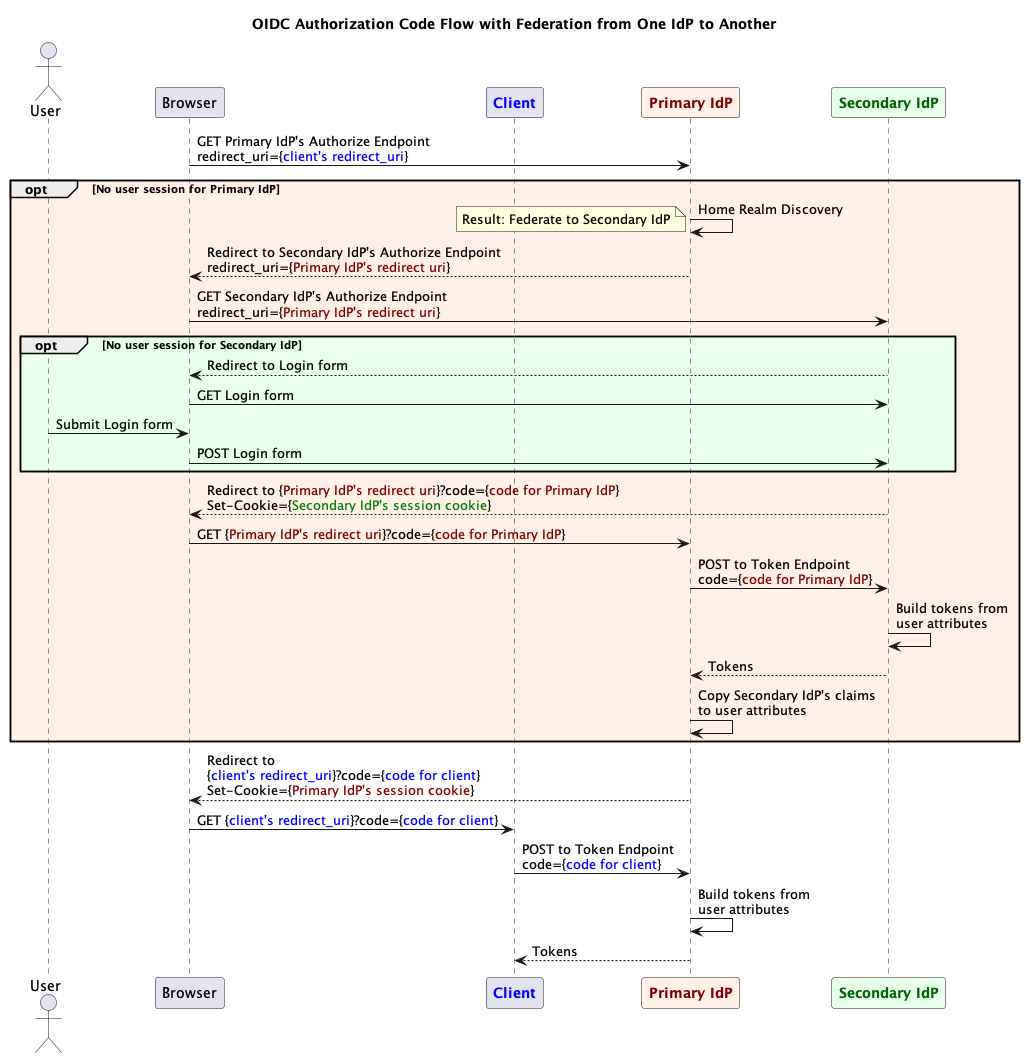 OIDC Authorization Code Flow with Federation from One IdP to Another
User
Browser
Client
Primary IdP
Secondary IdP
GET Primary IdP's Authorize Endpoint
redirect_uri={client's redirect_uri}
opt
[No user session for Primary IdP]
Home Realm Discovery
Result: Federate to Secondary IdP
Redirect to Secondary IdP's Authorize Endpoint
redirect_uri={Primary IdP's redirect uri}
GET Secondary IdP's Authorize Endpoint
redirect_uri={Primary IdP's redirect uri}
opt
[No user session for Secondary IdP]
Redirect to Login form
GET Login form
Submit Login form
POST Login form
Redirect to {Primary IdP's redirect uri}?code={code for Primary IdP}
Set-Cookie={Secondary IdP's session cookie}
GET {Primary IdP's redirect uri}?code={code for Primary IdP}
POST to Token Endpoint
code={code for Primary IdP}
Build tokens from
user attributes
Tokens
Copy Secondary IdP's claims
to user attributes
Redirect to
{client's redirect_uri}?code={code for client}
Set-Cookie={Primary IdP's session cookie}
GET {client's redirect_uri}?code={code for client}
POST to Token Endpoint
code={code for client}
Build tokens from
user attributes
Tokens
User
Browser
Client
Primary IdP
Secondary IdP